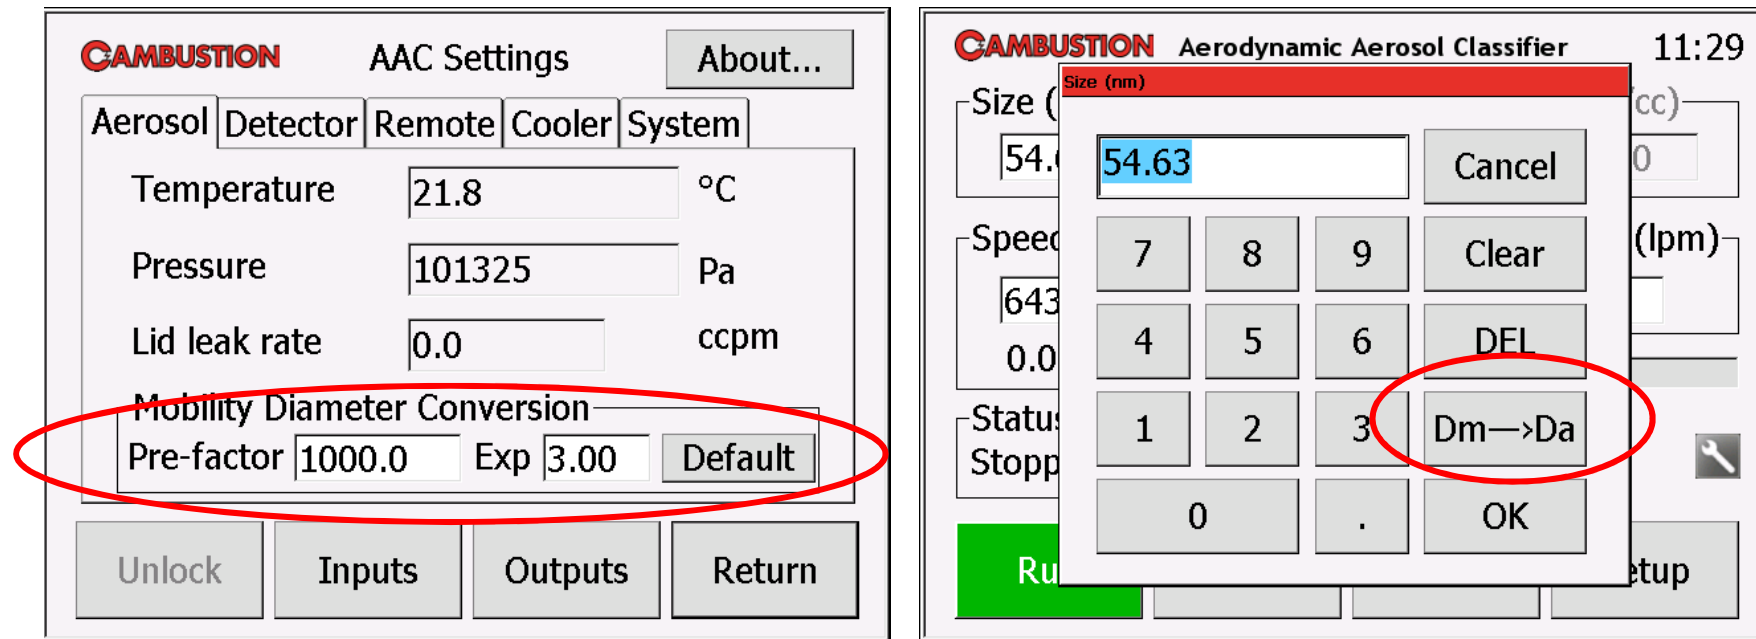 CAMBUSTION AAC Settings About...
Aerosol Detector Remote Cooler System
Temperature 21.8 °C
Pressure 101325 Pa
Lid leak rate 0.0 ccpm
Mobility Diameter Conversion
Pre-factor 1000.0 Exp 3.00 Default
Unlock Inputs Outputs Return
CAMBUSTION Aerodynamic Aerosol Classifier 11:29
Size (nm)
Size ( cc)
54. 54.63 Cancel 0
Speed 7 8 9 Clear (lpm)
643
0.0 4 5 6 DEL
Status 1 2 3 Dm—>Da
Stopp
0 . OK
Ru etup